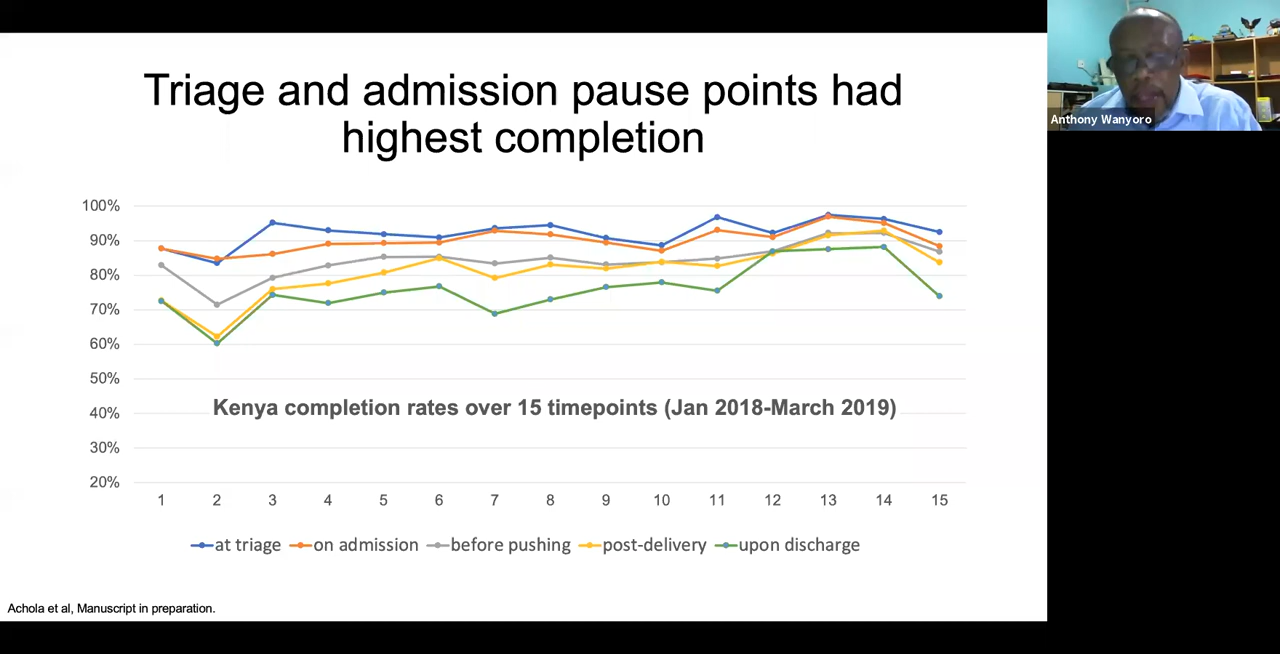 Triage and admission pause points had
highest completion
Anthony Wanyoro
100%
90%
80%
70%
60%
50%
40%
30%
20%
Kenya completion rates over 15 timepoints (Jan 2018-March 2019)
1 2 3 4 5 6 7 8 9 10 11 12 13 14 15
at triage on admission before pushing post-delivery upon discharge
Achola et al, Manuscript in preparation.